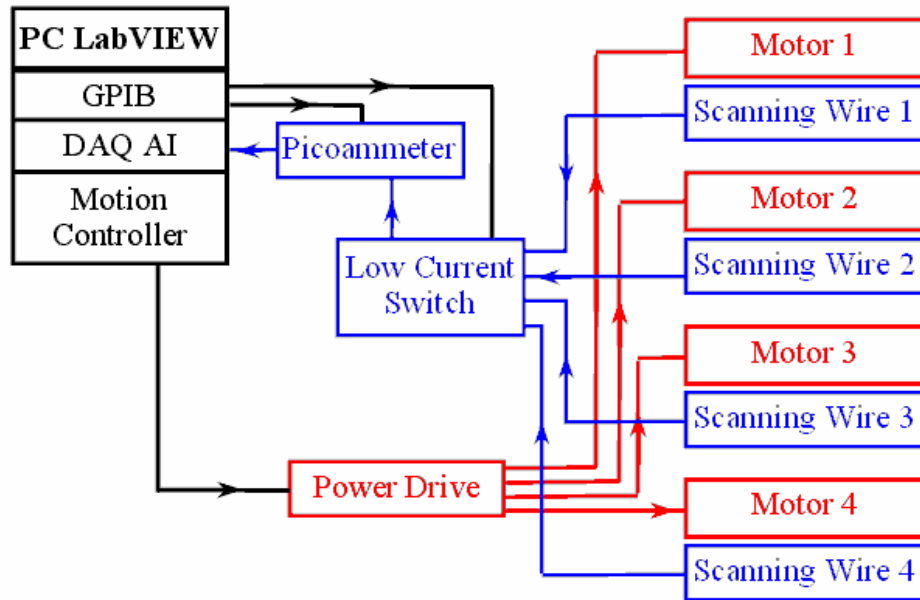 PC LabVIEW
GPIB
DAQ AI
Motion
Controller
Picoammeter
Low Current
Switch
Power Drive
Motor 1
Scanning Wire 1
Motor 2
Scanning Wire 2
Motor 3
Scanning Wire 3
Motor 4
Scanning Wire 4